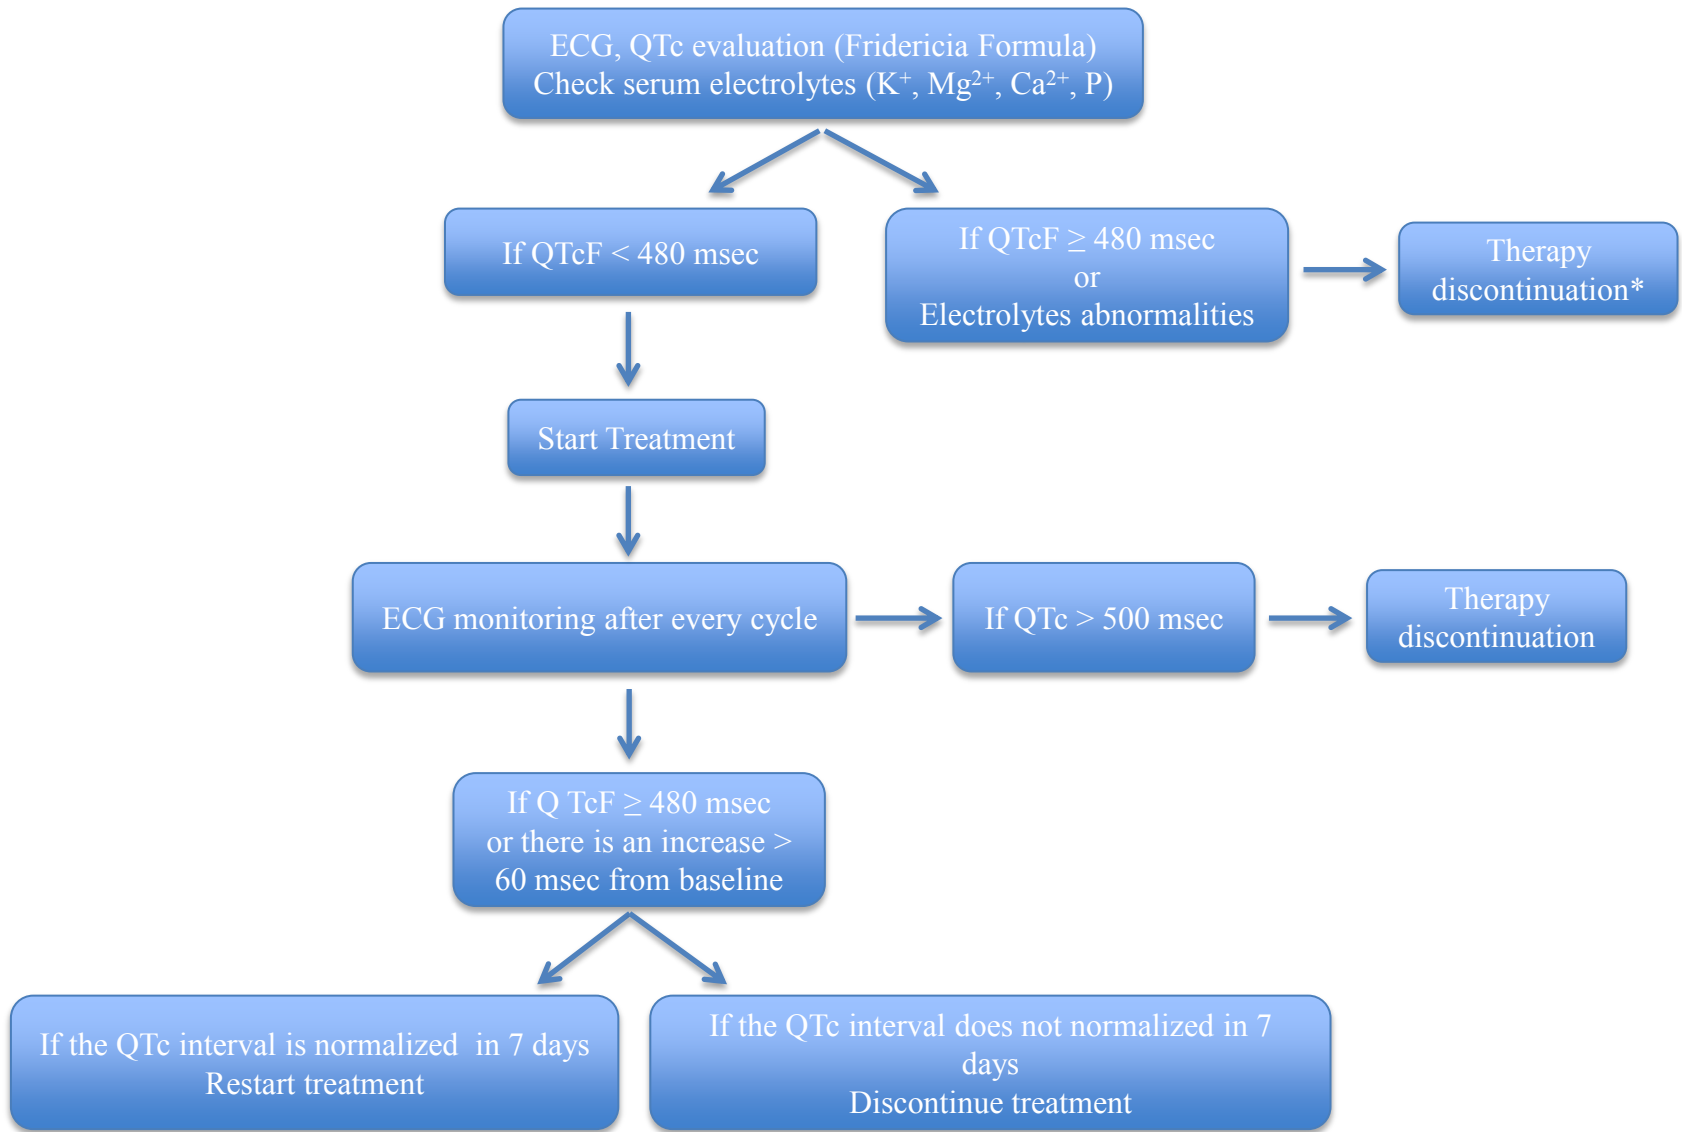 ECG, QTc evaluation (Fridericia Formula)
Check serum electrolytes (K⁺, Mg²⁺, Ca²⁺, P)
If QTcF < 480 msec
If QTcF ≥ 480 msec
or
Electrolytes abnormalities
Therapy
discontinuation*
Start Treatment
ECG monitoring after every cycle
If QTc > 500 msec
Therapy
discontinuation
If Q TcF ≥ 480 msec
or there is an increase >
60 msec from baseline
If the QTc interval is normalized in 7 days
Restart treatment
If the QTc interval does not normalized in 7
days
Discontinue treatment